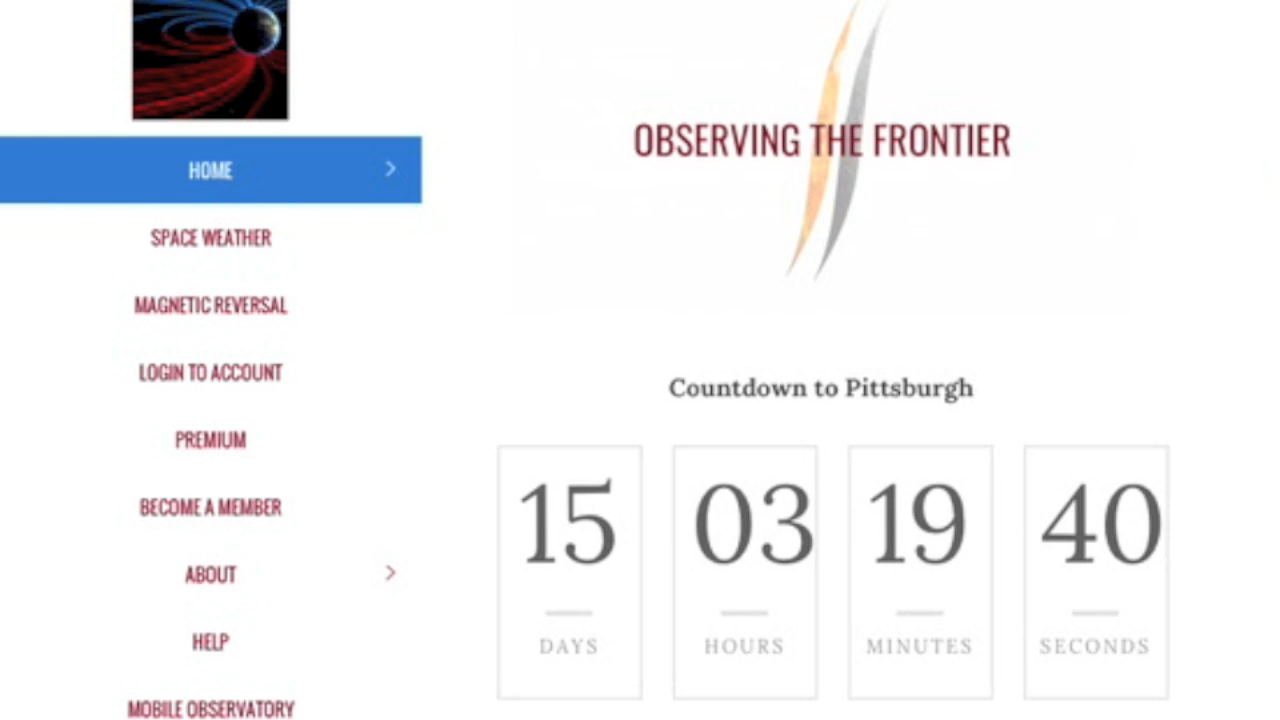 HOME
SPACE WEATHER
MAGNETIC REVERSAL
LOGIN TO ACCOUNT
PREMIUM
BECOME A MEMBER
ABOUT
HELP
MOBILE OBSERVATORY
OBSERVING THE FRONTIER
Countdown to Pittsburgh
15 03 19 40
DAYS HOURS MINUTES SECONDS